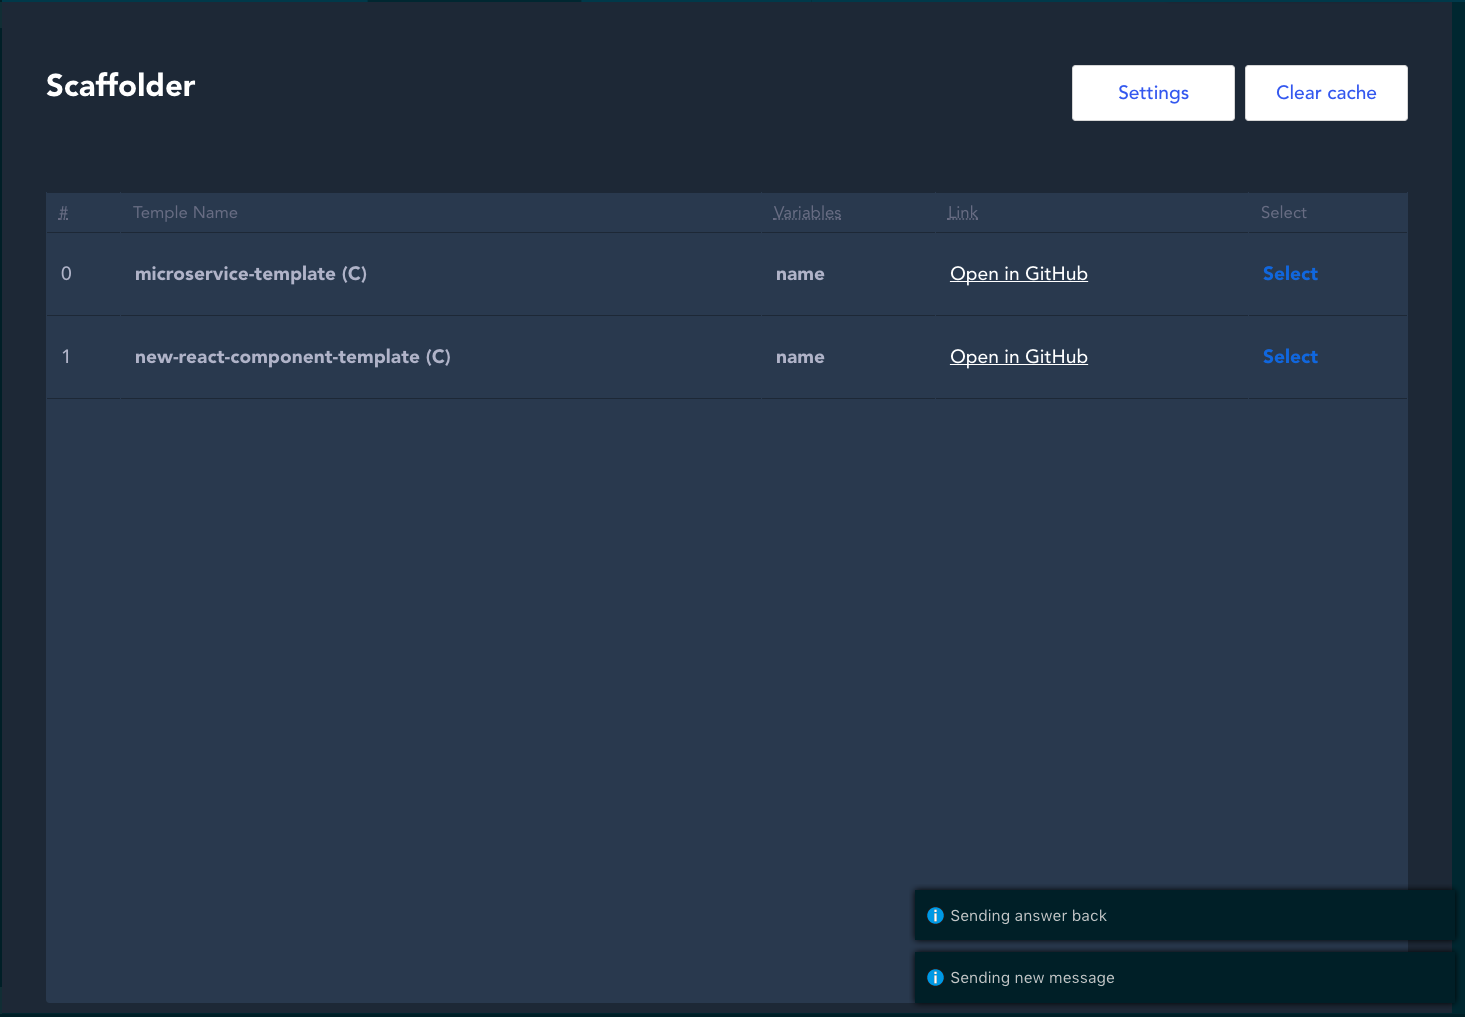 Scaffolder
Settings
Clear cache
# Temple Name Variables Link Select
0 microservice-template (C) name Open in GitHub Select
1 new-react-component-template (C) name Open in GitHub Select
Sending answer back
Sending new message